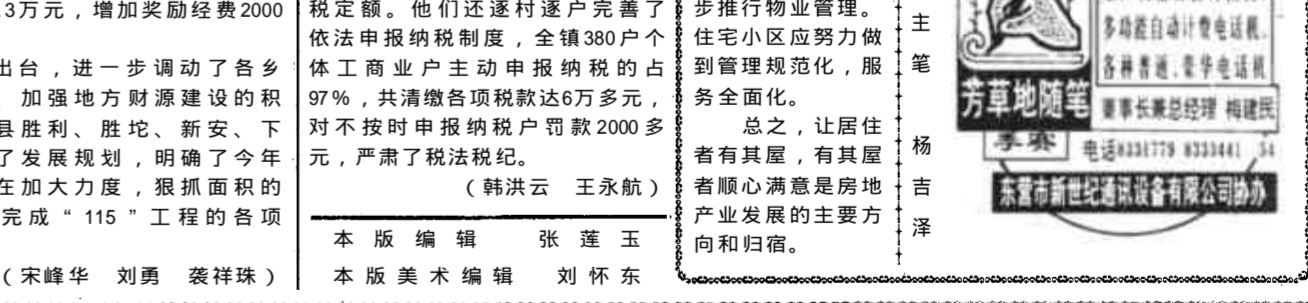 .3万元，增加奖励经费2000
出台，进一步调动了各乡
、加强地方财源建设的积
县胜利、胜坨、新安、下
了发展规划，明确了今年
在加大力度，狠抓面积的
完成“115”工程的各项
（宋峰华 刘勇 袭祥珠）
税定额。他们还逐村逐户完善了
依法申报纳税制度，全镇380户个
体工商业户主动申报纳税的占
97%，共清缴各项税款达6万多元，
对不按时申报纳税户罚款2000多
元，严肃了税法税纪。
（韩洪云 王永航）
本版编辑 张莲玉
本版美术编辑 刘怀东
步推行物业管理。
住宅小区应努力做
到管理规范化，服
务全面化。
总之，让居住
者有其屋，有其屋
者顺心满意是房地
产业发展的主要方
向和归宿。
主笔 杨吉泽
多功能自动计费电话机、
各种普通、豪华电话机
芳草地随笔
董事长兼总经理 梅建民
电话8331779 8333441
东营市新世纪通讯设备有限公司协办